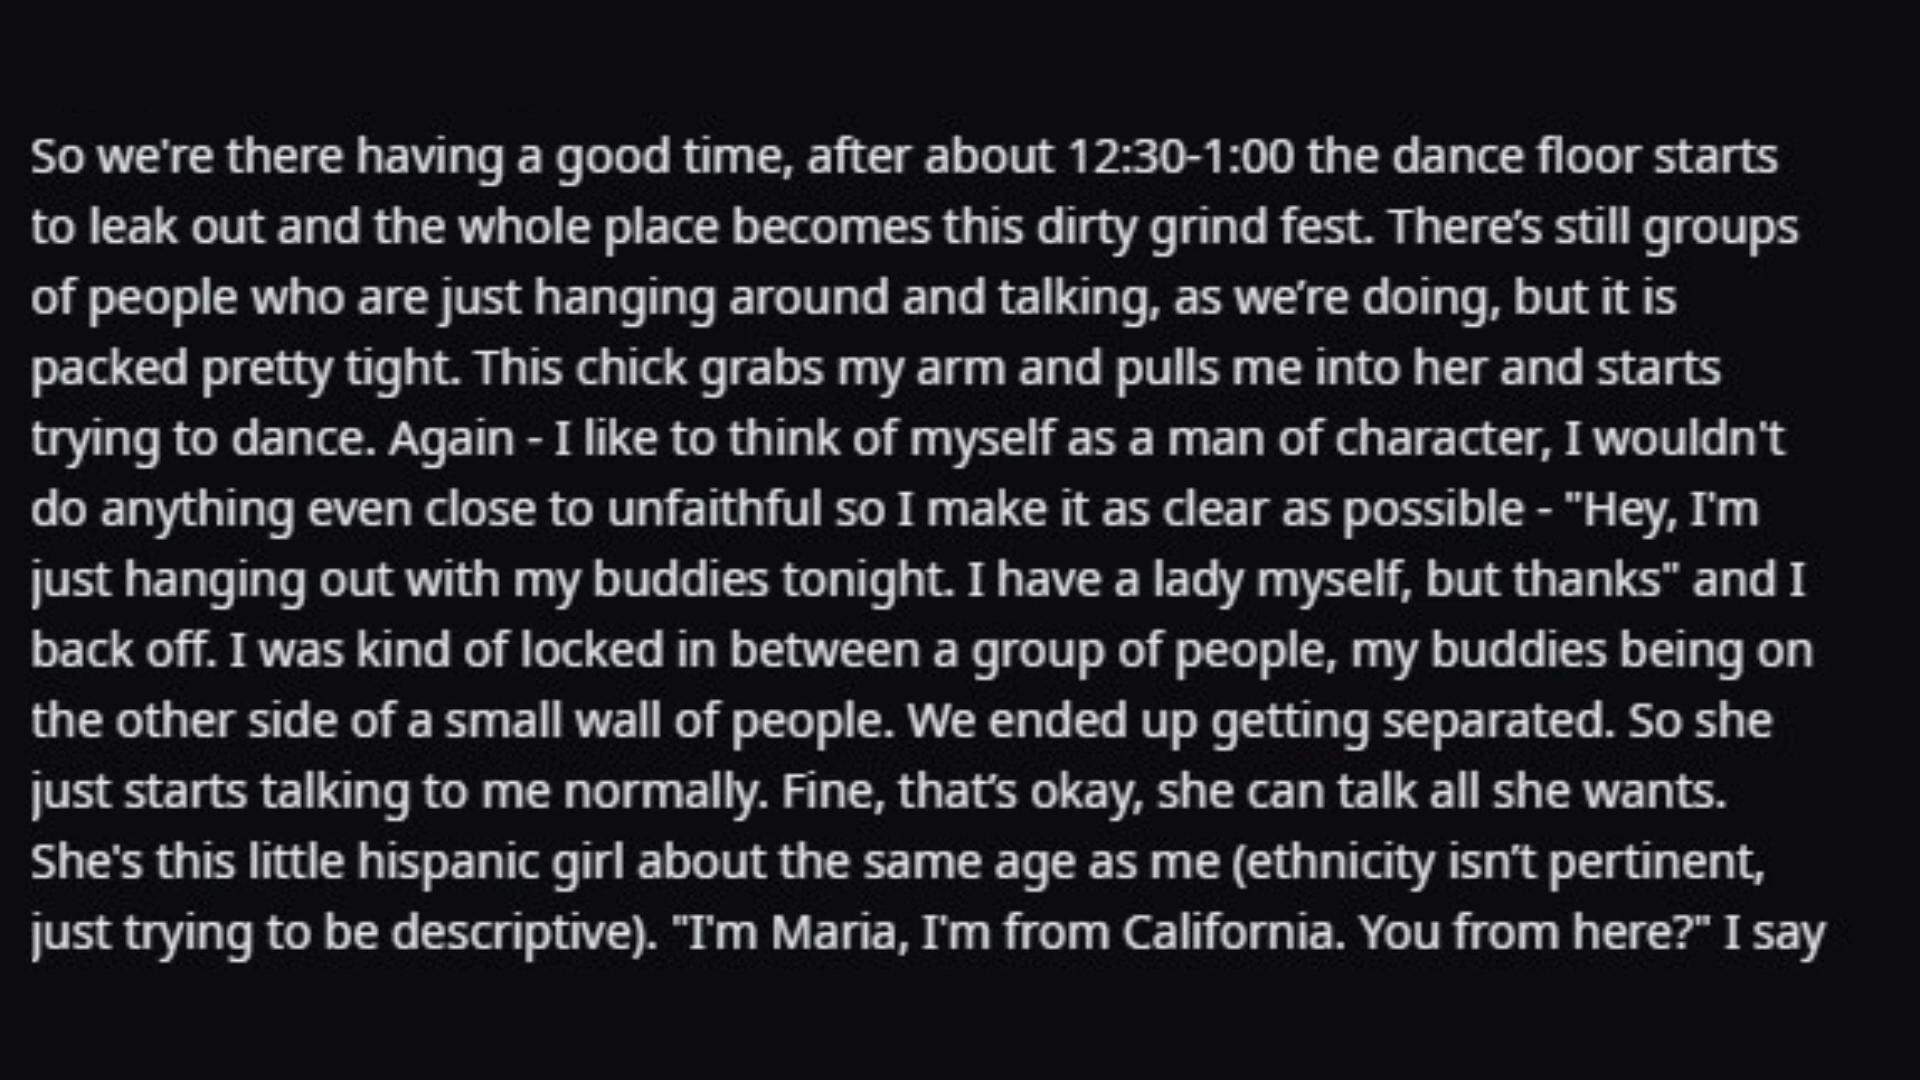 So we're there having a good time, after about 12:30-1:00 the dance floor starts
to leak out and the whole place becomes this dirty grind fest. There’s still groups
of people who are just hanging around and talking, as we’re doing, but it is
packed pretty tight. This chick grabs my arm and pulls me into her and starts
trying to dance. Again - I like to think of myself as a man of character, I wouldn't
do anything even close to unfaithful so I make it as clear as possible - "Hey, I'm
just hanging out with my buddies tonight. I have a lady myself, but thanks" and I
back off. I was kind of locked in between a group of people, my buddies being on
the other side of a small wall of people. We ended up getting separated. So she
just starts talking to me normally. Fine, that’s okay, she can talk all she wants.
She's this little hispanic girl about the same age as me (ethnicity isn’t pertinent,
just trying to be descriptive). "I'm Maria, I'm from California. You from here?" I say